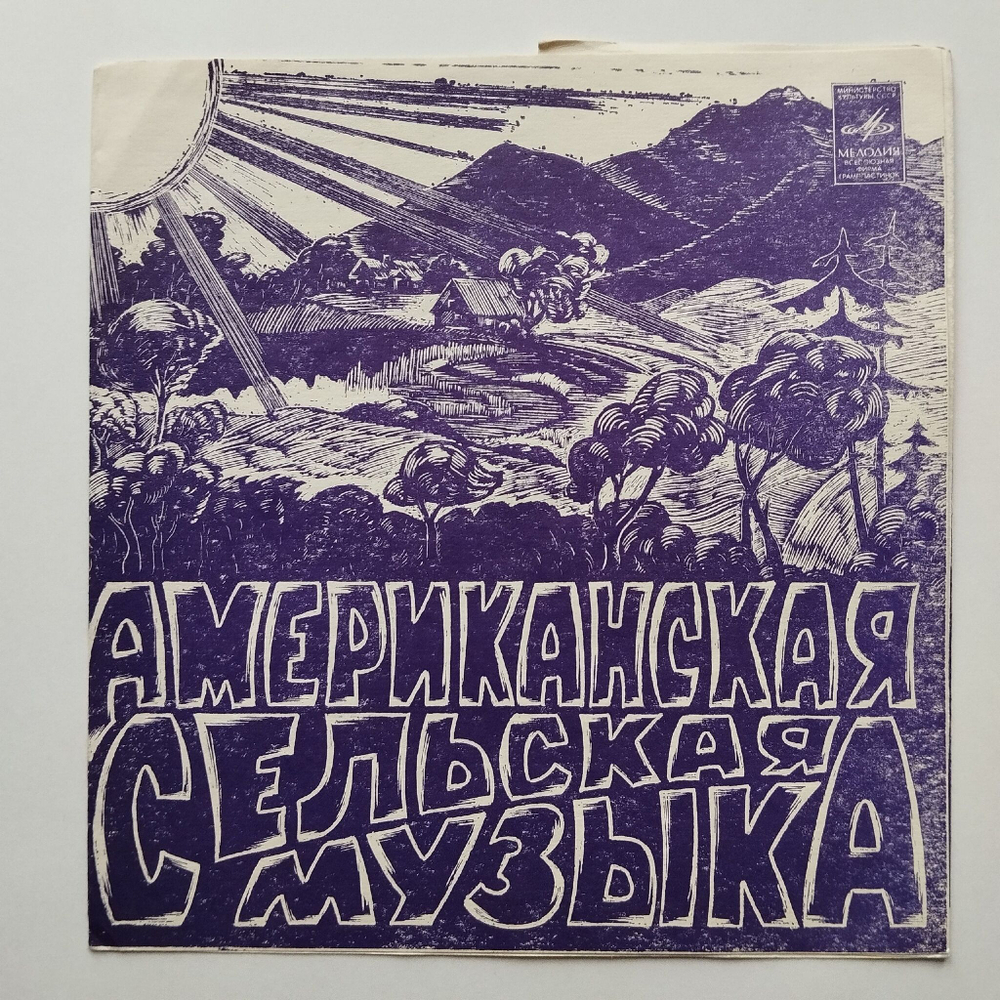 МИНИСТЕРСТВО
КУЛЬТУРЫ СССР
МЕЛОДИЯ
ВСЕСОЮЗНАЯ
ФИРМА
ГРАМПЛАСТИНОК
АМЕРИКАНСКАЯ
СЕЛЬСКАЯ
МУЗЫКА